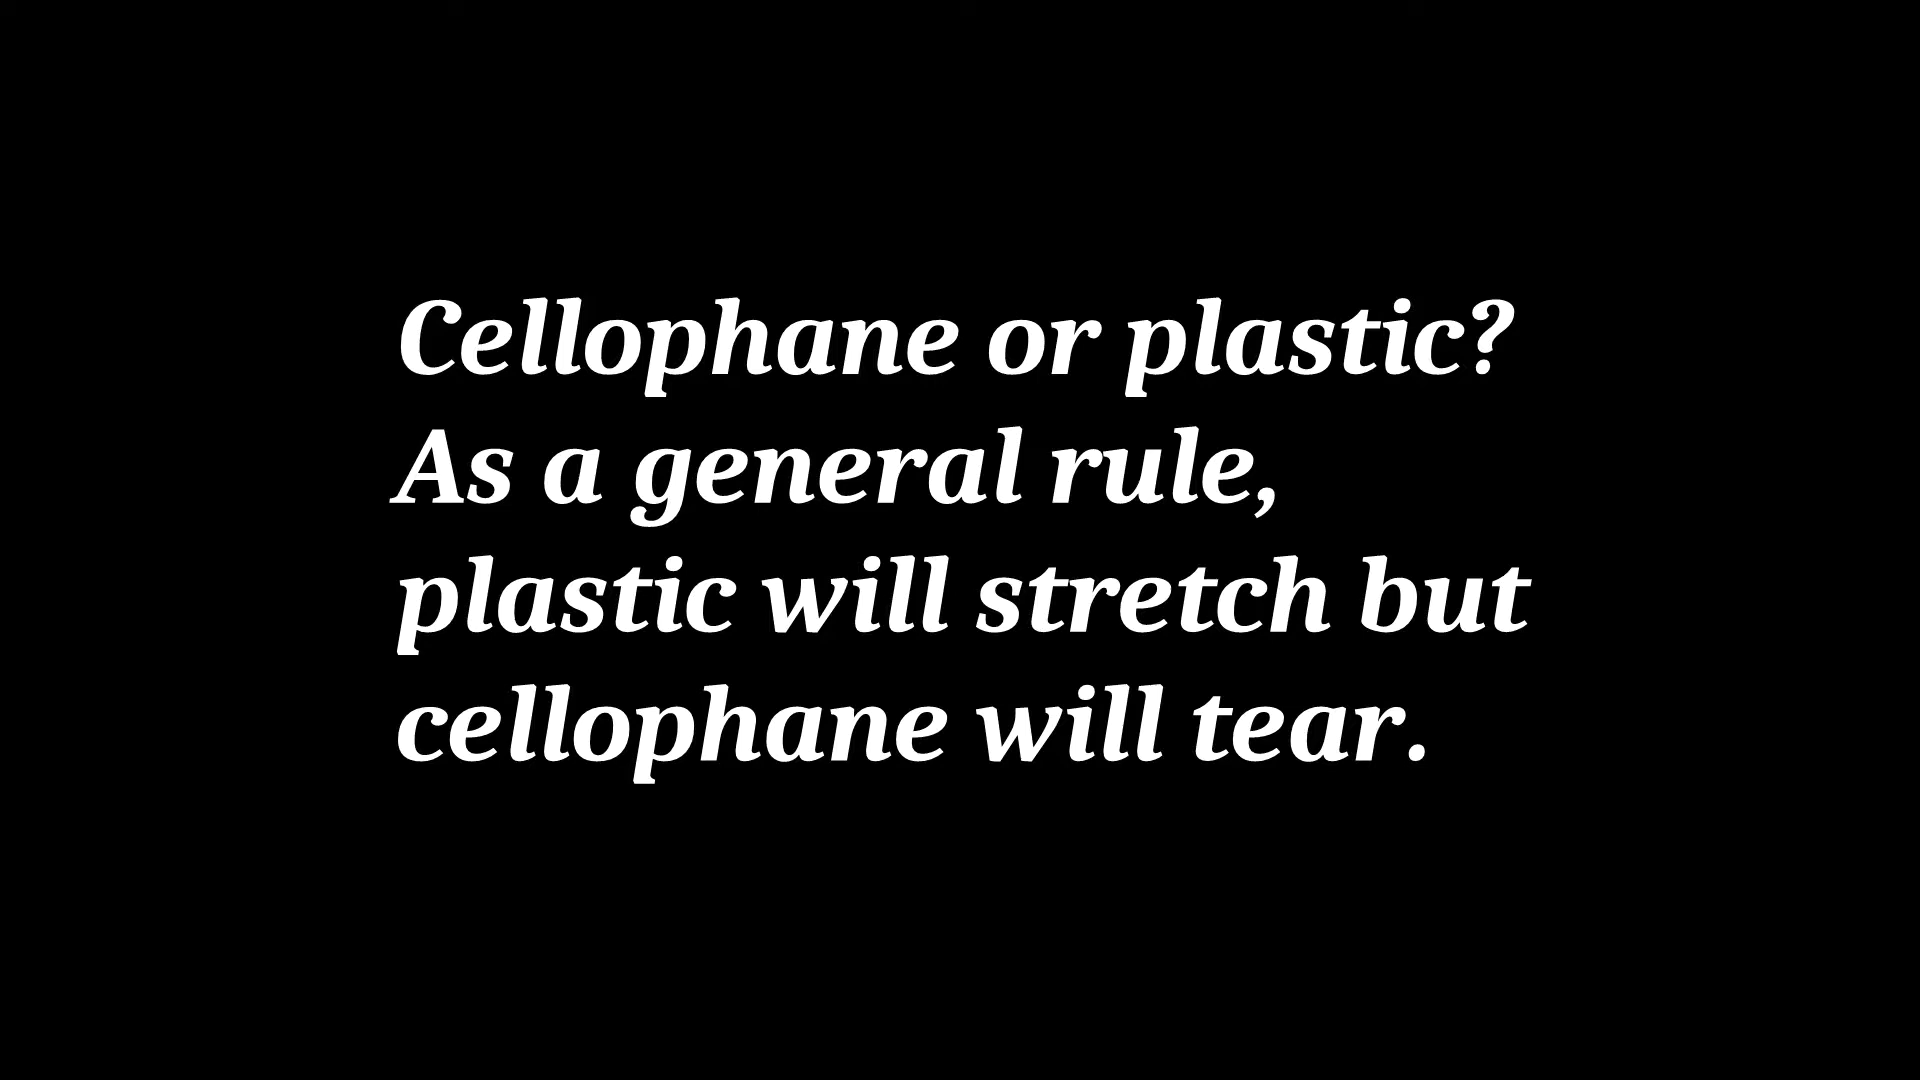 Cellophane or plastic?
As a general rule,
plastic will stretch but
cellophane will tear.